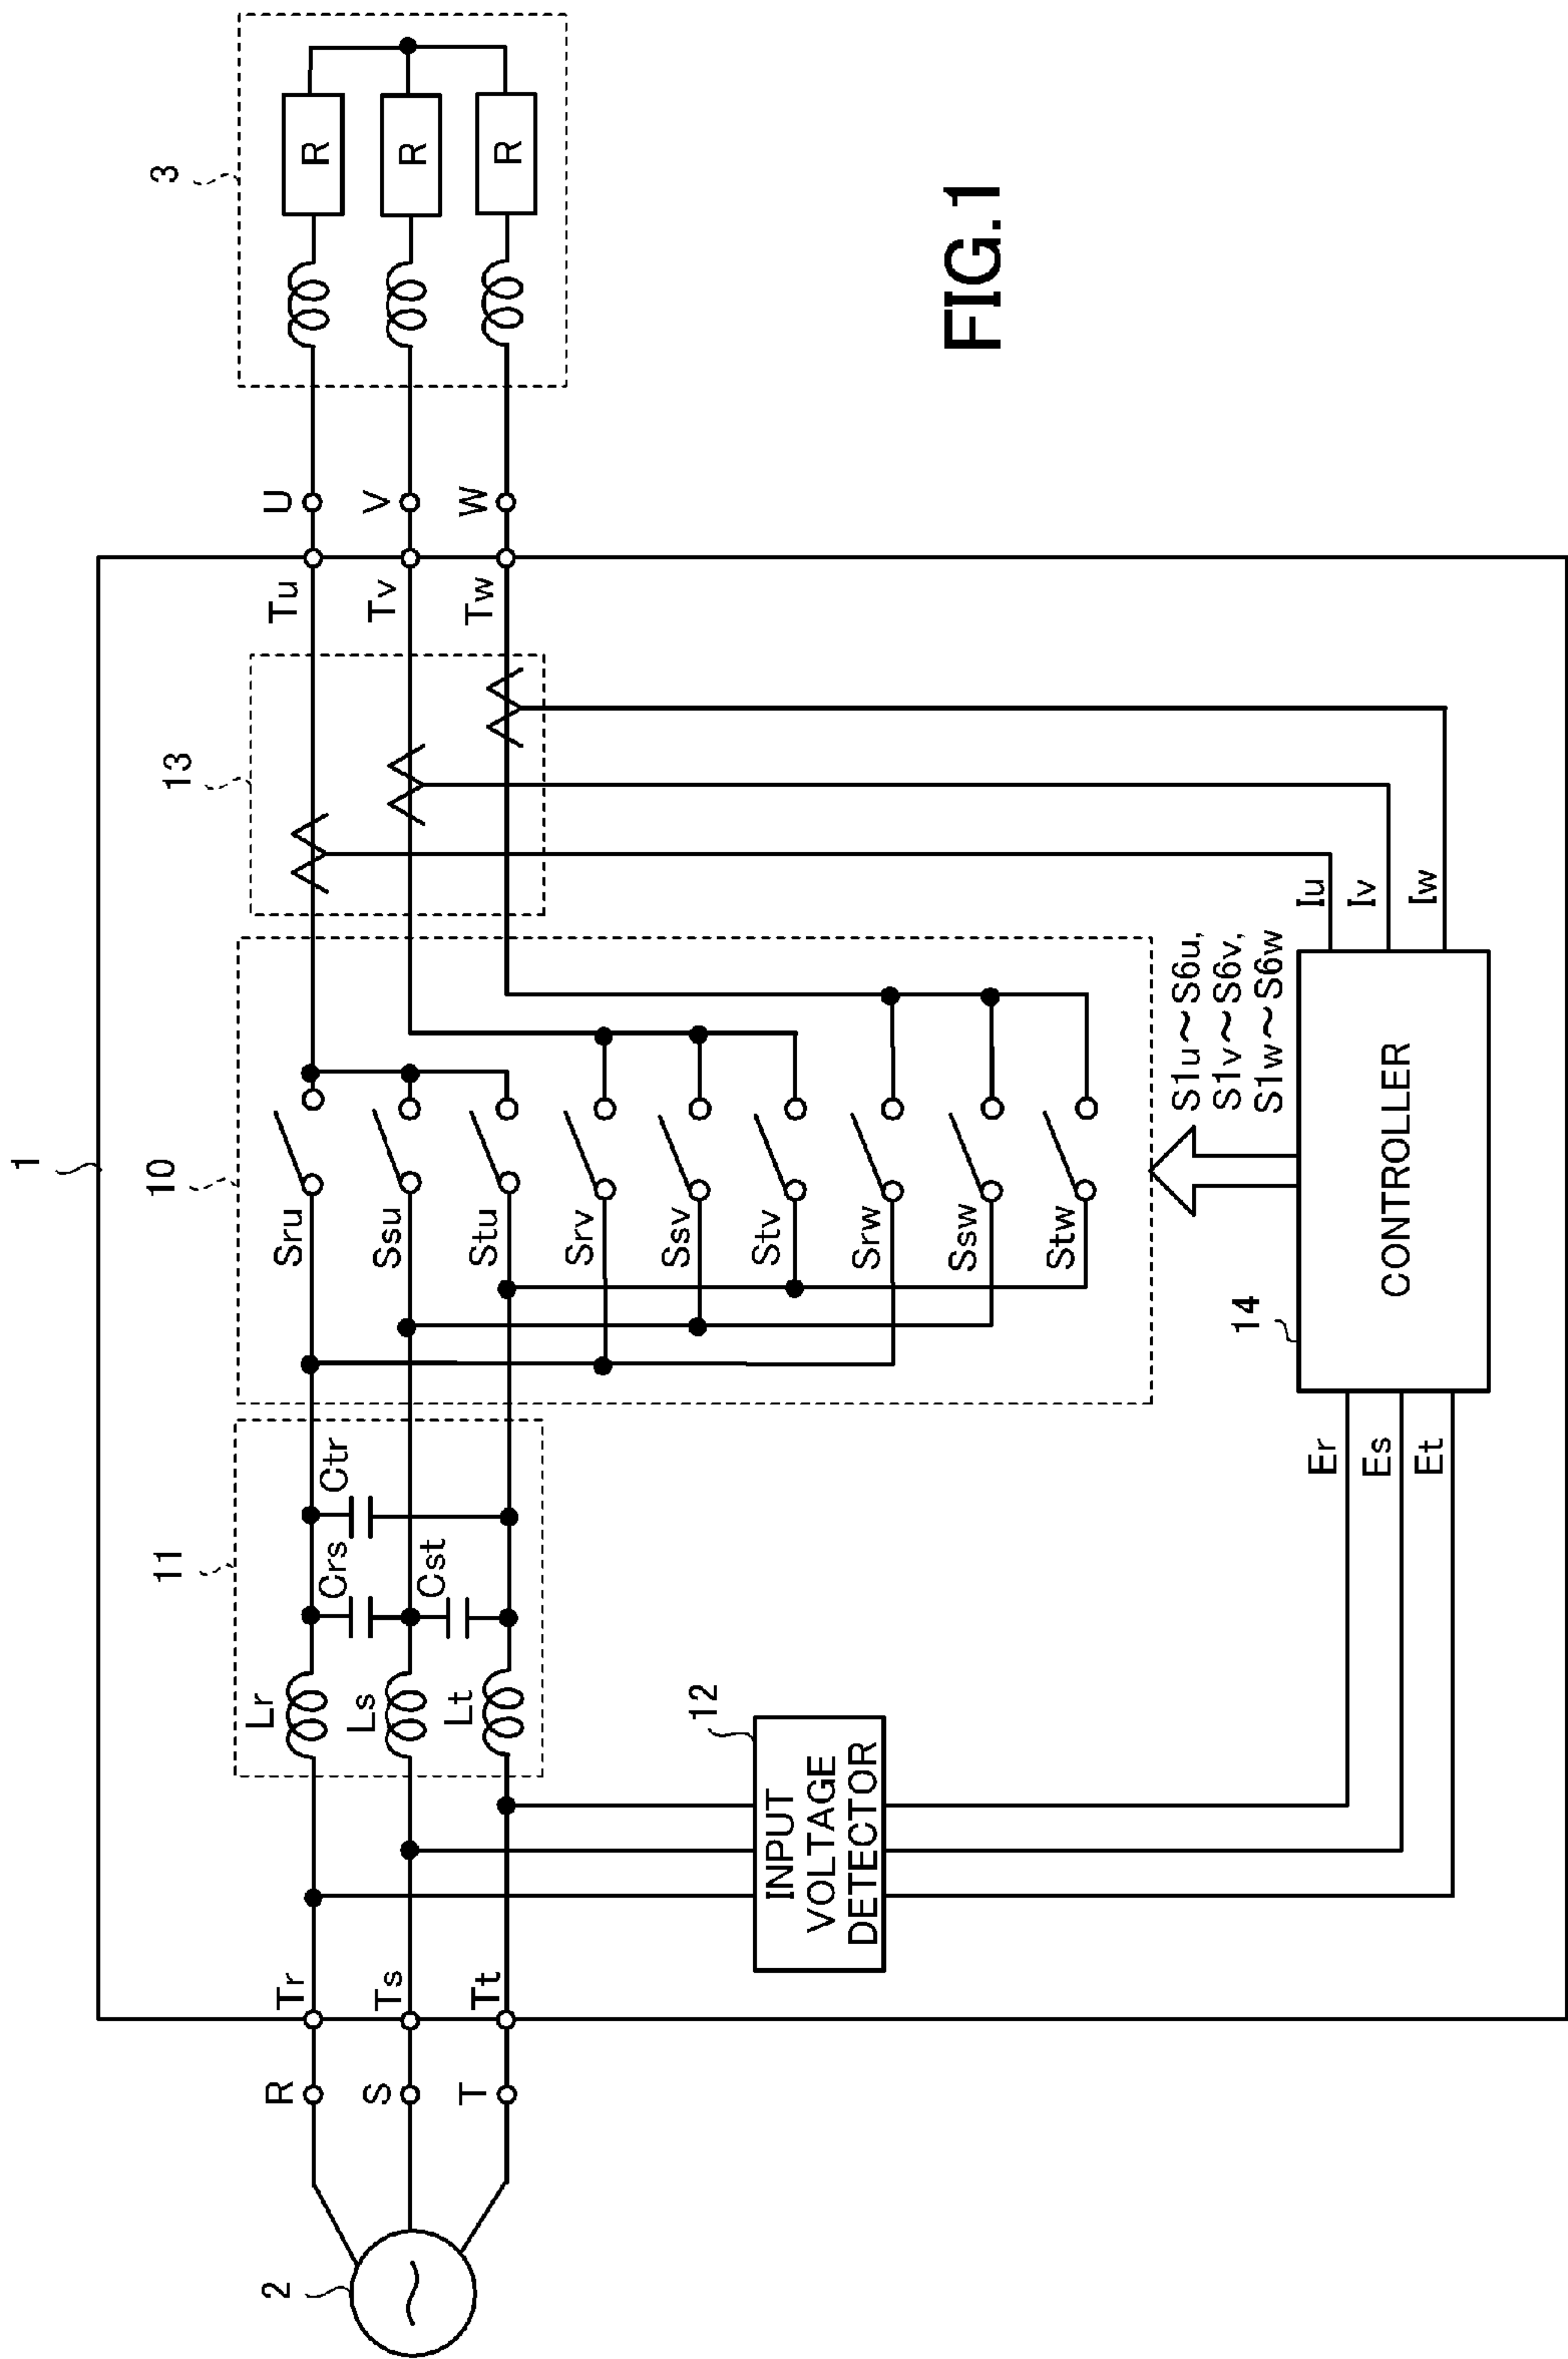 1
2
R
S
T
Tr
Ts
Tt
11
Lr
Ls
Lt
Crs
Cst
Ctr
10
Sru
Ssu
Stu
Srv
Ssv
Stv
Srw
Ssw
Stw
13
Tu
Tv
Tw
U
V
W
3
R
R
R
12
INPUT
VOLTAGE
DETECTOR
Er
Es
Et
14
CONTROLLER
S1u~S6u,
S1v~S6v,
S1w~S6w
Iu
Iv
Iw
FIG.1